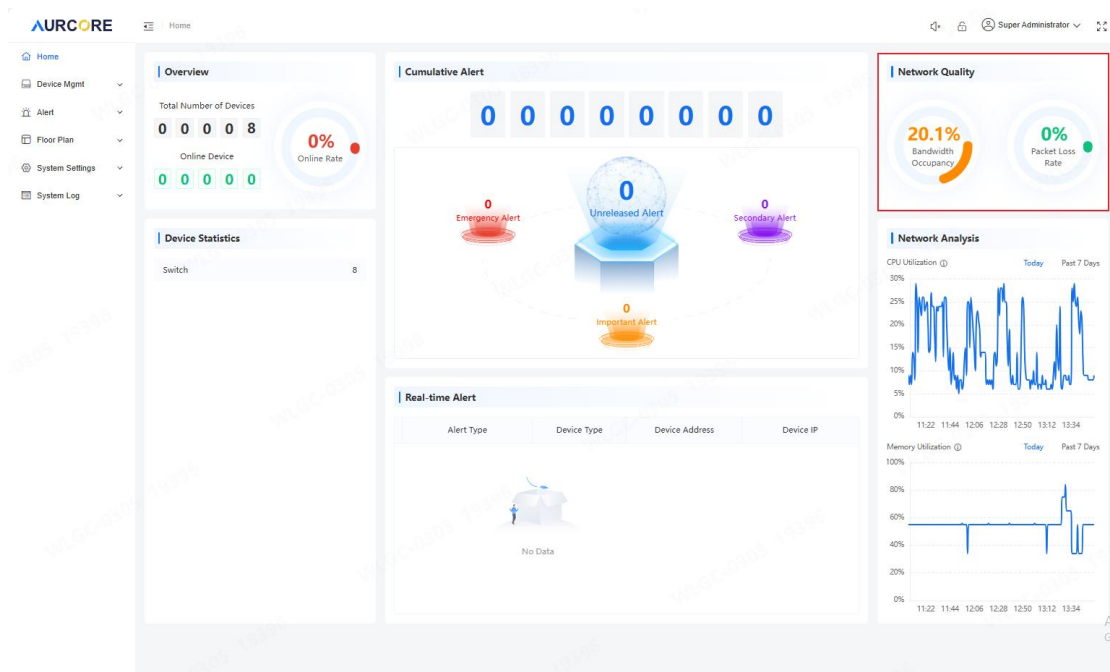 AURCORE
Home
Super Administrator
Home
Device Mgmt
Alert
Floor Plan
System Settings
System Log
Overview
Total Number of Devices
0 0 0 0 8
Online Device
0 0 0 0 0
0%
Online Rate
Device Statistics
Switch 8
Cumulative Alert
0 0 0 0 0 0 0 0
0
Unreleased Alert
0
Emergency Alert
0
Secondary Alert
0
Important Alert
Real-time Alert
Alert Type Device Type Device Address Device IP
No Data
Network Quality
20.1%
Bandwidth
Occupancy
0%
Packet Loss
Rate
Network Analysis
CPU Utilization Today Past 7 Days
30%
25%
20%
15%
10%
5%
0%
11:22 11:44 12:06 12:28 12:50 13:12 13:34
Memory Utilization Today Past 7 Days
100%
80%
60%
40%
20%
0%
11:22 11:44 12:06 12:28 12:50 13:12 13:34